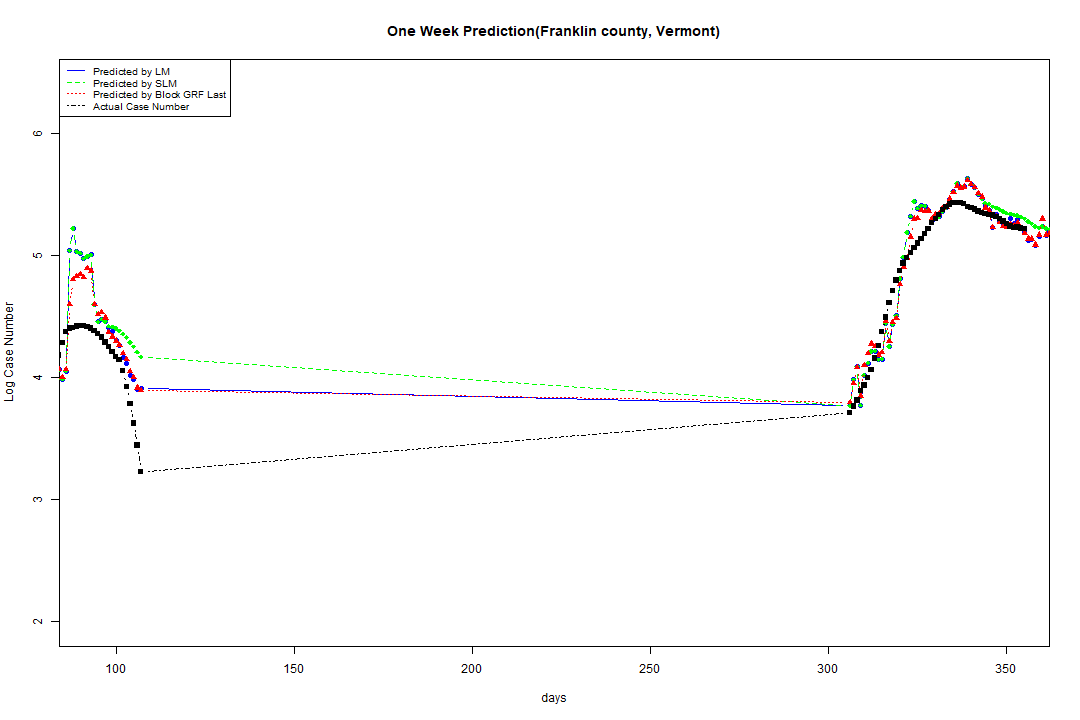 One Week Prediction(Franklin county, Vermont)
Predicted by LM
Predicted by SLM
Predicted by Block GRF Last
Actual Case Number
6
5
4
3
2
Log Case Number
100
150
200
250
300
350
days